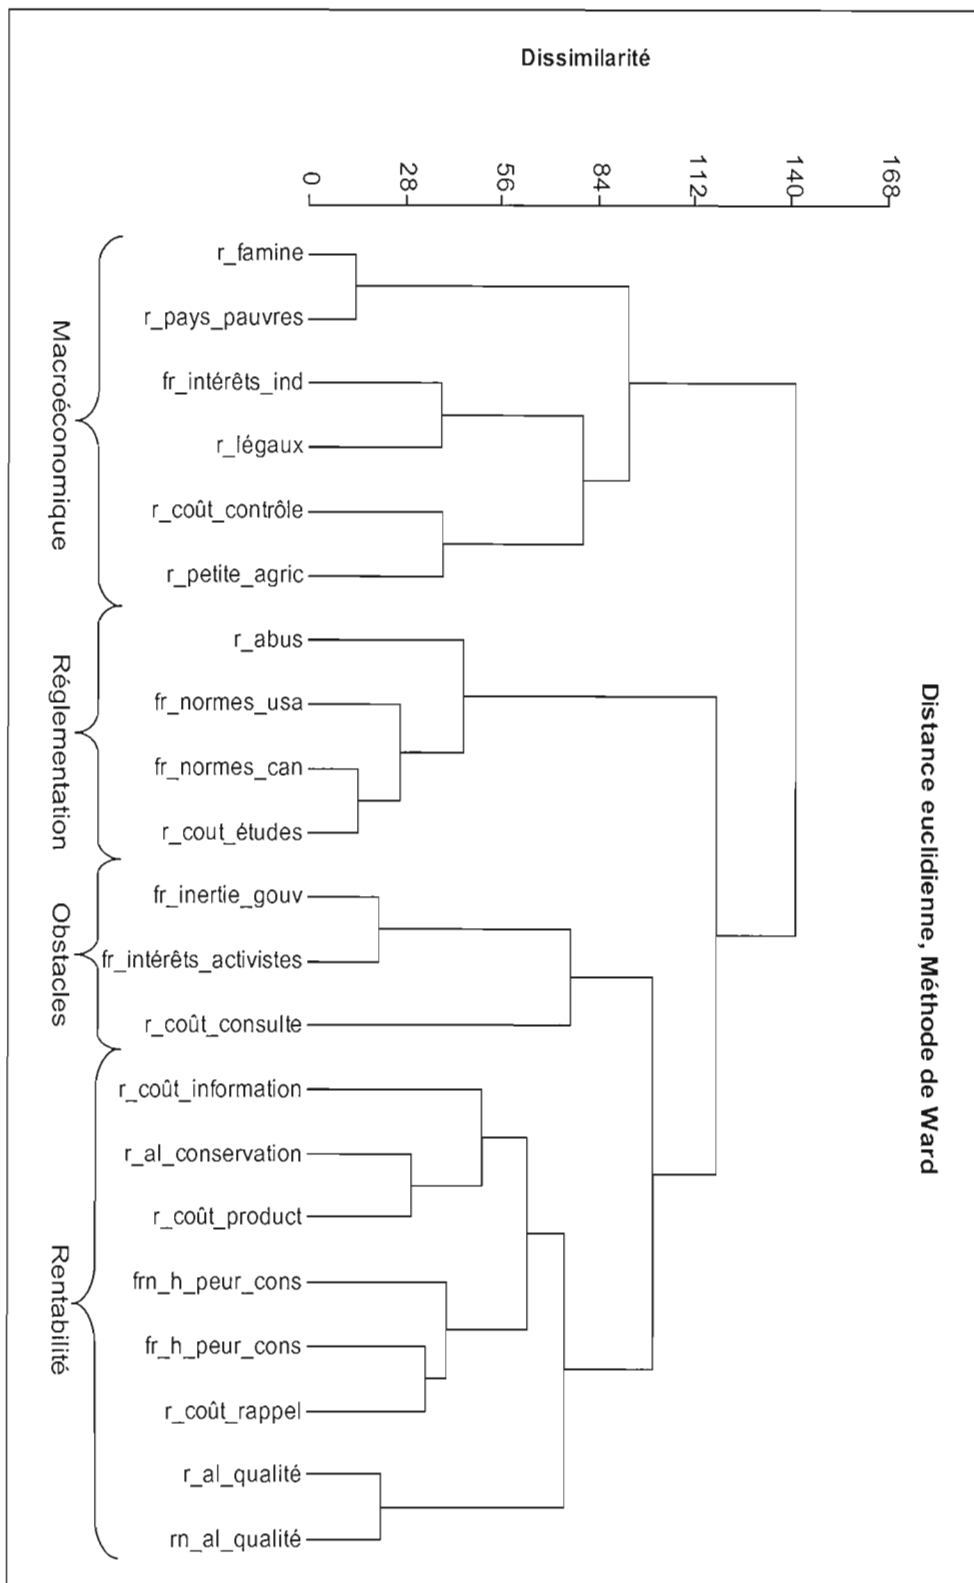 Dissimilarité
0
28
56
84
112
140
168
Distance euclidienne, Méthode de Ward
r_famine
r_pays_pauvres
fr_intérêts_ind
r_légaux
r_coût_contrôle
r_petite_agric
r_abus
fr_normes_usa
fr_normes_can
r_cout_études
fr_inertie_gouv
fr_intérêts_activistes
r_coût_consulte
r_coût_information
r_al_conservation
r_coût_product
frn_h_peur_cons
fr_h_peur_cons
r_coût_rappel
r_al_qualité
rn_al_qualité
Macroéconomique
Réglementation
Obstacles
Rentabilité